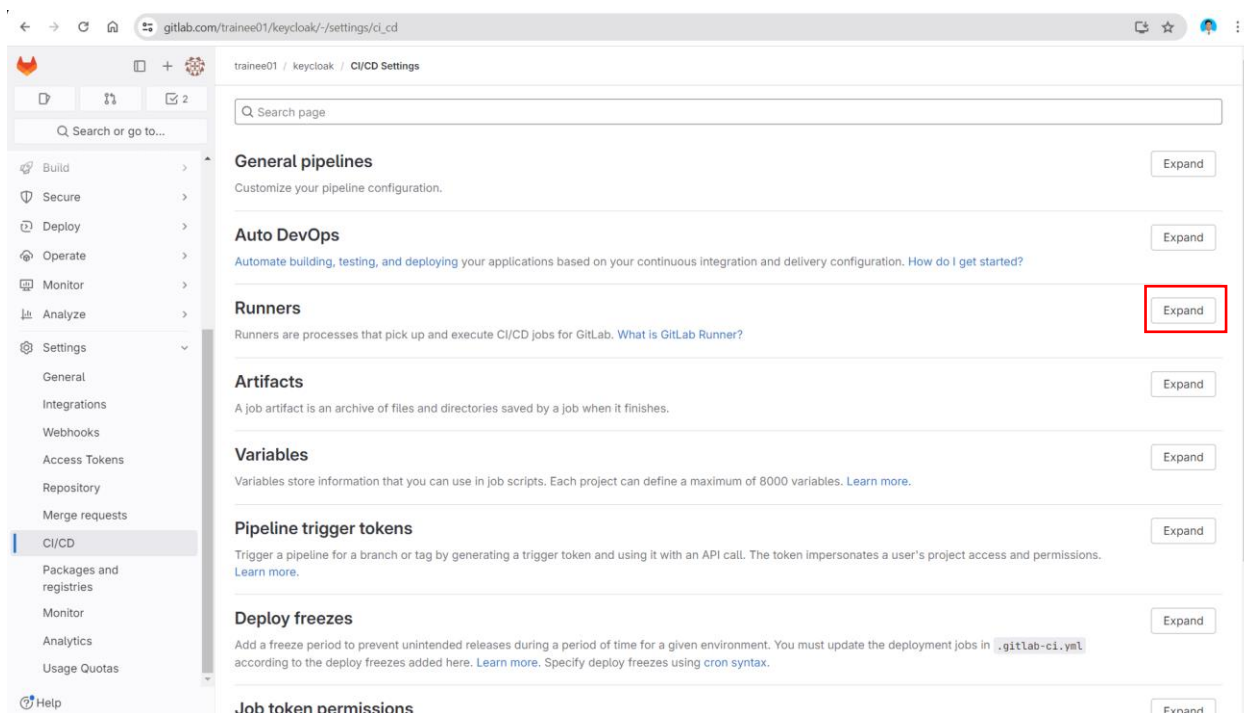 gitlab.com/trainee01/keycloak/-/settings/ci_cd
trainee01 / keycloak / CI/CD Settings
2
Search or go to...
Build
Secure
Deploy
Operate
Monitor
Analyze
Settings
General
Integrations
Webhooks
Access Tokens
Repository
Merge requests
CI/CD
Packages and
registries
Monitor
Analytics
Usage Quotas
Help
Search page
General pipelines
Expand
Customize your pipeline configuration.
Auto DevOps
Expand
Automate building, testing, and deploying your applications based on your continuous integration and delivery configuration. How do I get started?
Runners
Expand
Runners are processes that pick up and execute CI/CD jobs for GitLab. What is GitLab Runner?
Artifacts
Expand
A job artifact is an archive of files and directories saved by a job when it finishes.
Variables
Expand
Variables store information that you can use in job scripts. Each project can define a maximum of 8000 variables. Learn more.
Pipeline trigger tokens
Expand
Trigger a pipeline for a branch or tag by generating a trigger token and using it with an API call. The token impersonates a user's project access and permissions.
Learn more.
Deploy freezes
Expand
Add a freeze period to prevent unintended releases during a period of time for a given environment. You must update the deployment jobs in .gitlab-ci.yml
according to the deploy freezes added here. Learn more. Specify deploy freezes using cron syntax.
Job token permissions
Expand